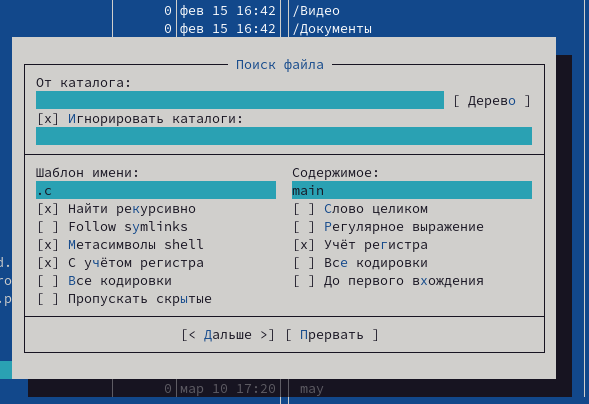 0 фев 15 16:42 /Видео
0 фев 15 16:42 /Документы
Поиск файла
От каталога:
[ Дерево ]
[x] Игнорировать каталоги:
Шаблон имени: Содержимое:
.c main
[x] Найти рекурсивно [ ] Слово целиком
[ ] Follow symlinks [ ] Регулярное выражение
[x] Метасимволы shell [x] Учёт регистра
[x] С учётом регистра [ ] Все кодировки
[ ] Все кодировки [ ] До первого вхождения
[ ] Пропускать скрытые
[< Дальше >] [ Прервать ]
0 мар 10 17:20 may